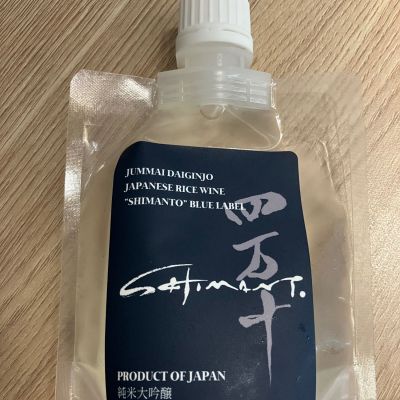 JUMMAI DAIGINJO
JAPANESE RICE WINE
"SHIMANTO" BLUE LABEL
四万十
SHIMANTO.
PRODUCT OF JAPAN
純米大吟醸